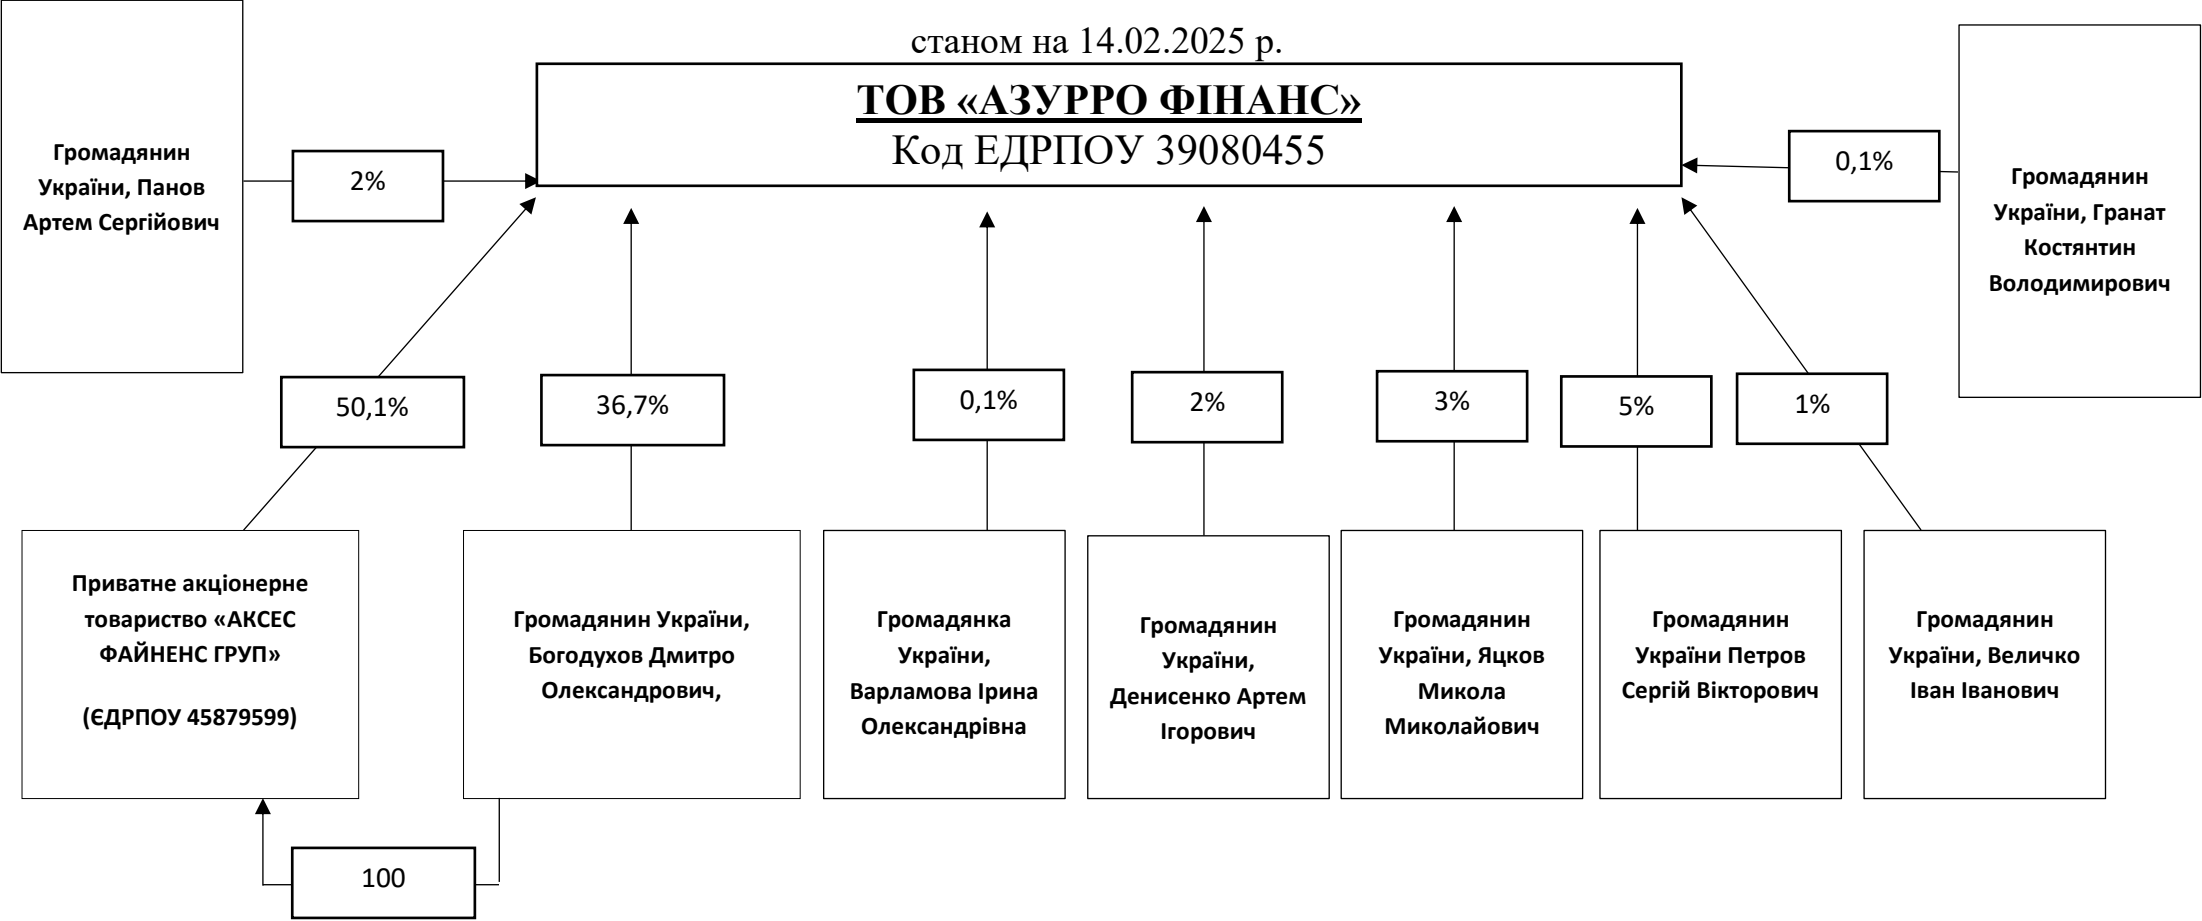 станом на 14.02.2025 р.
ТОВ «АЗУРРО ФІНАНС»
Код ЕДРПОУ 39080455
Громадянин
України, Панов
Артем Сергійович
2%
0,1%
Громадянин
України, Гранат
Костянтин
Володимирович
50,1%
36,7%
0,1%
2%
3%
5%
1%
Приватне акціонерне
товариство «АКСЕС
ФАЙНЕНС ГРУП»
(ЄДРПОУ 45879599)
Громадянин України,
Богодухов Дмитро
Олександрович,
Громадянка
України,
Варламова Ірина
Олександрівна
Громадянин
України,
Денисенко Артем
Ігорович
Громадянин
України, Яцков
Микола
Миколайович
Громадянин
України Петров
Сергій Вікторович
Громадянин
України, Величко
Іван Іванович
100